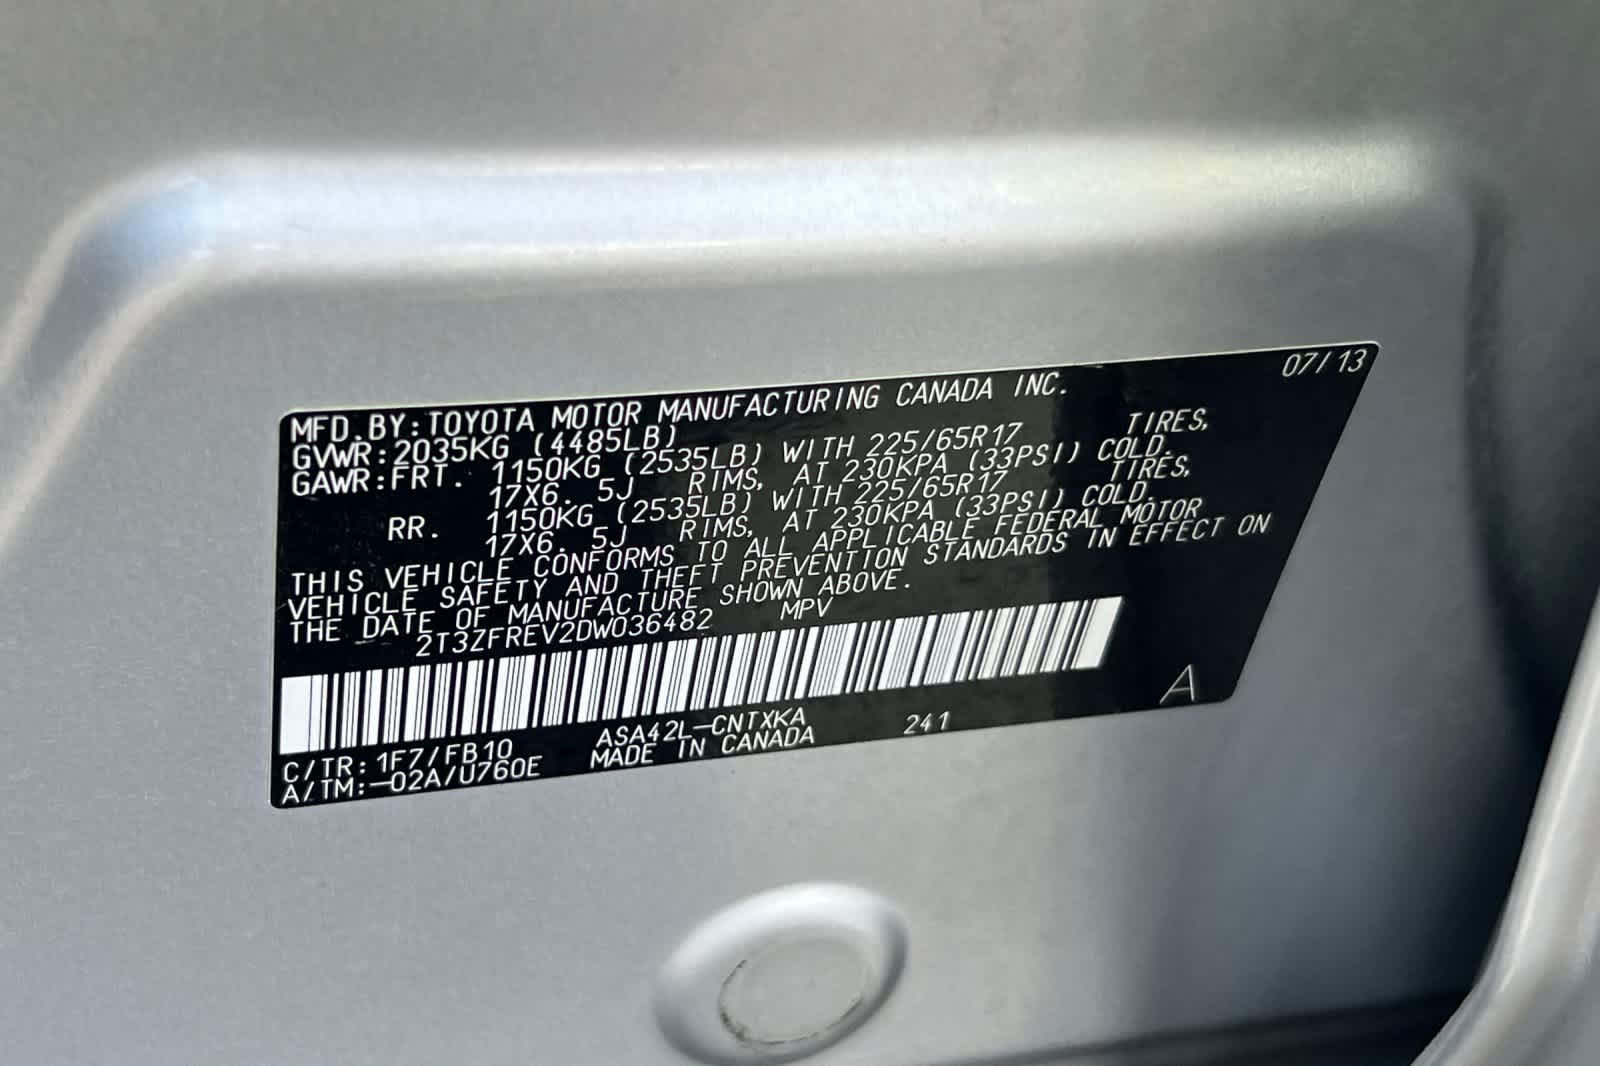 07/13
MFD.BY:TOYOTA MOTOR MANUFACTURING CANADA INC.
GVWR:2035KG (4485LB)
GAWR:FRT. 1150KG (2535LB) WITH 225/65R17 TIRES,
17X6.5J RIMS, AT 230KPA (33PSI) COLD.
RR. 1150KG (2535LB) WITH 225/65R17 TIRES,
17X6.5J RIMS, AT 230KPA (33PSI) COLD.
THIS VEHICLE CONFORMS TO ALL APPLICABLE FEDERAL MOTOR
VEHICLE SAFETY AND THEFT PREVENTION STANDARDS IN EFFECT ON
THE DATE OF MANUFACTURE SHOWN ABOVE.
2T3ZFREV2DW036482 MPV
A
C/TR:1F7/FB10 ASA42L-CNTXKA 241
A/TM:-02A/U760E MADE IN CANADA